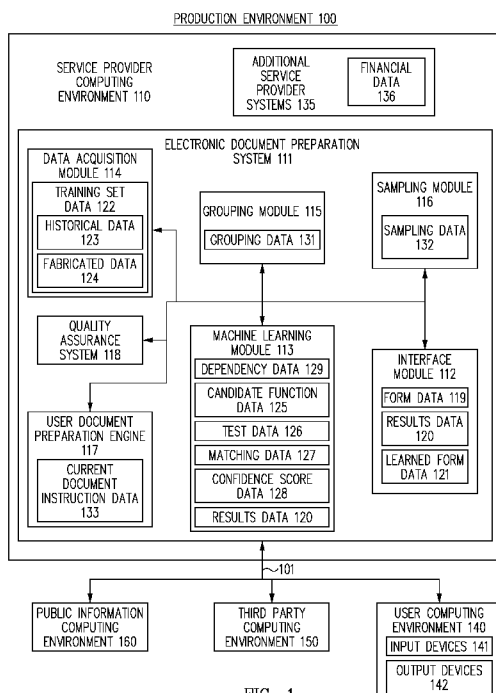 PRODUCTION ENVIRONMENT 100
SERVICE PROVIDER
COMPUTING
ENVIRONMENT 110
ADDITIONAL
SERVICE
PROVIDER
SYSTEMS 135
FINANCIAL
DATA
136
ELECTRONIC DOCUMENT PREPARATION
SYSTEM 111
DATA ACQUISITION
MODULE 114
TRAINING SET
DATA 122
HISTORICAL DATA
123
FABRICATED DATA
124
GROUPING MODULE 115
GROUPING DATA 131
SAMPLING MODULE
116
SAMPLING DATA
132
QUALITY
ASSURANCE
SYSTEM 118
MACHINE LEARNING
MODULE 113
DEPENDENCY DATA 129
CANDIDATE FUNCTION
DATA 125
TEST DATA 126
MATCHING DATA 127
CONFIDENCE SCORE
DATA 128
RESULTS DATA 120
INTERFACE
MODULE 112
FORM DATA 119
RESULTS DATA
120
LEARNED FORM
DATA 121
USER DOCUMENT
PREPARATION ENGINE
117
CURRENT
DOCUMENT
INSTRUCTION DATA
133
101
PUBLIC INFORMATION
COMPUTING
ENVIRONMENT 160
THIRD PARTY
COMPUTING
ENVIRONMENT 150
USER COMPUTING
ENVIRONMENT 140
INPUT DEVICES 141
OUTPUT DEVICES
142
FIG. 1